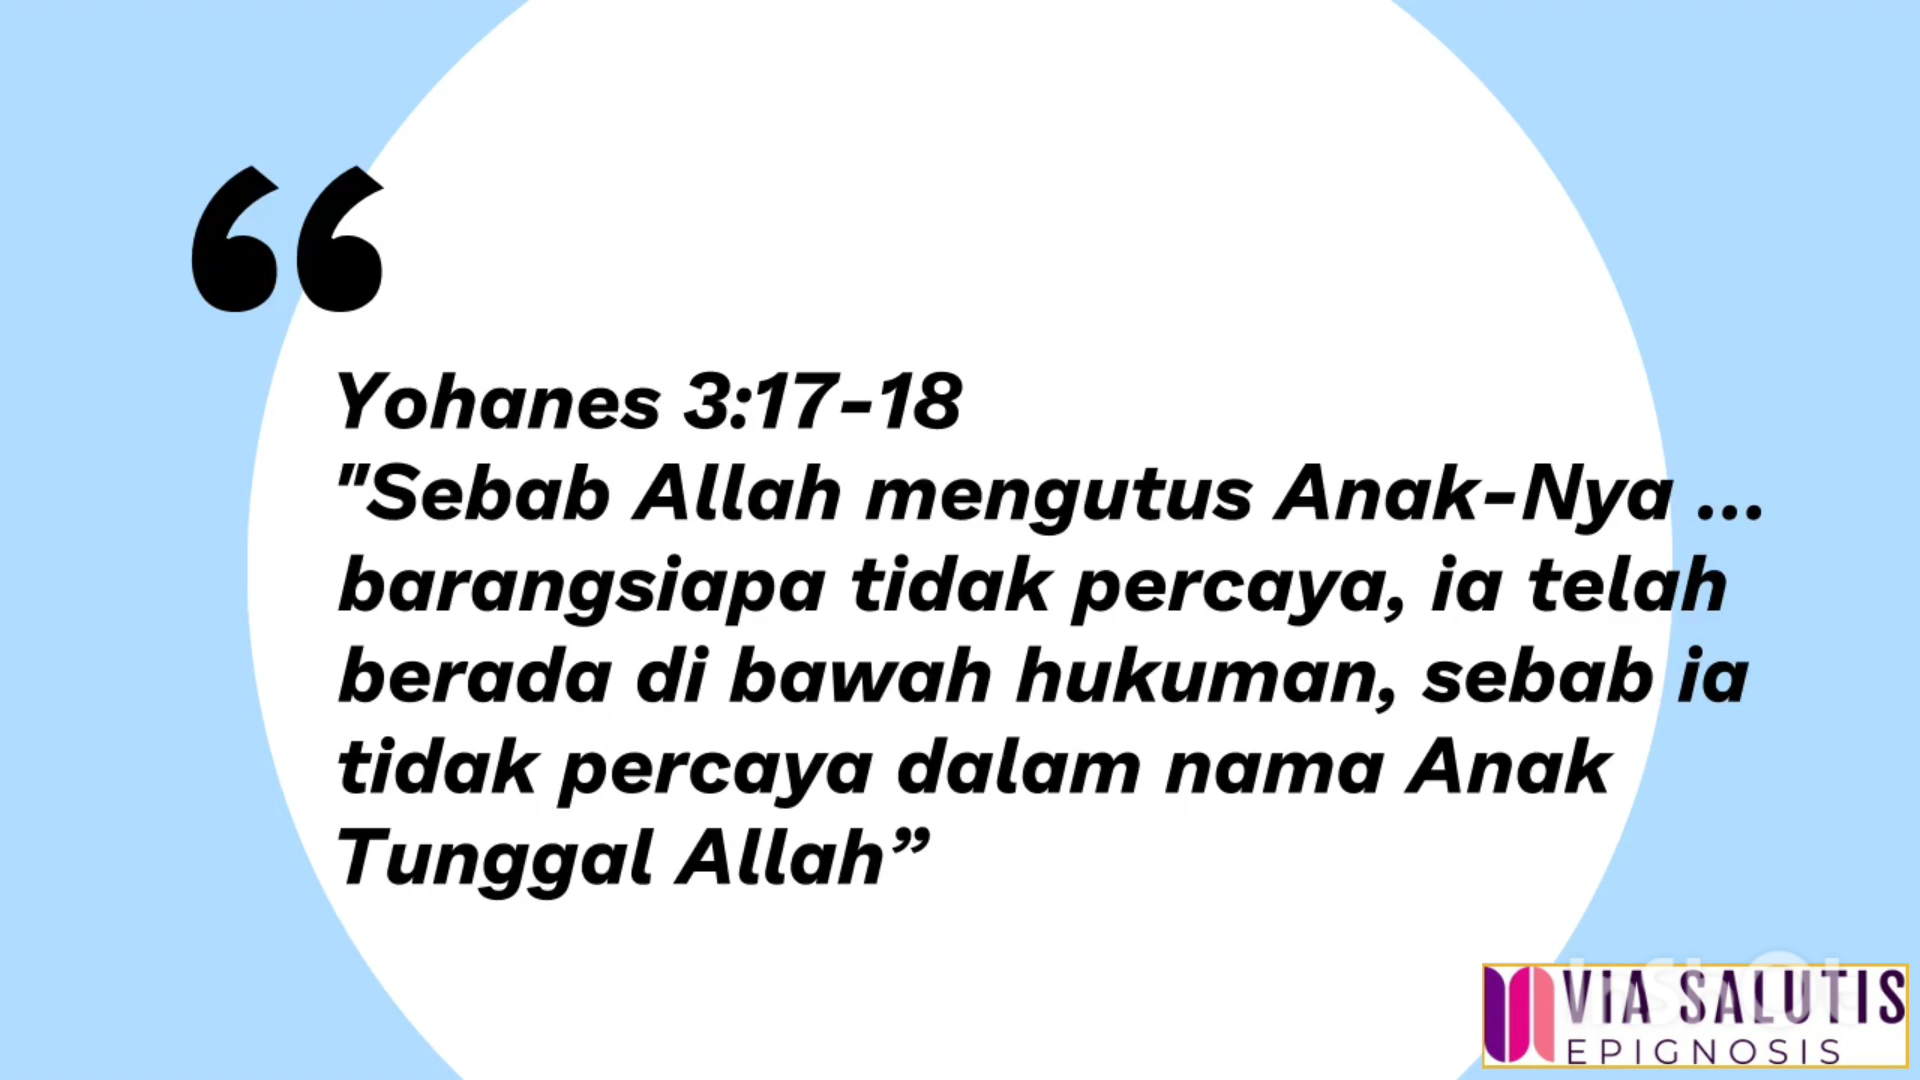 “
Yohanes 3:17-18
"Sebab Allah mengutus Anak-Nya ...
barangsiapa tidak percaya, ia telah
berada di bawah hukuman, sebab ia
tidak percaya dalam nama Anak
Tunggal Allah”
VIA SALUTIS
EPIGNOSIS